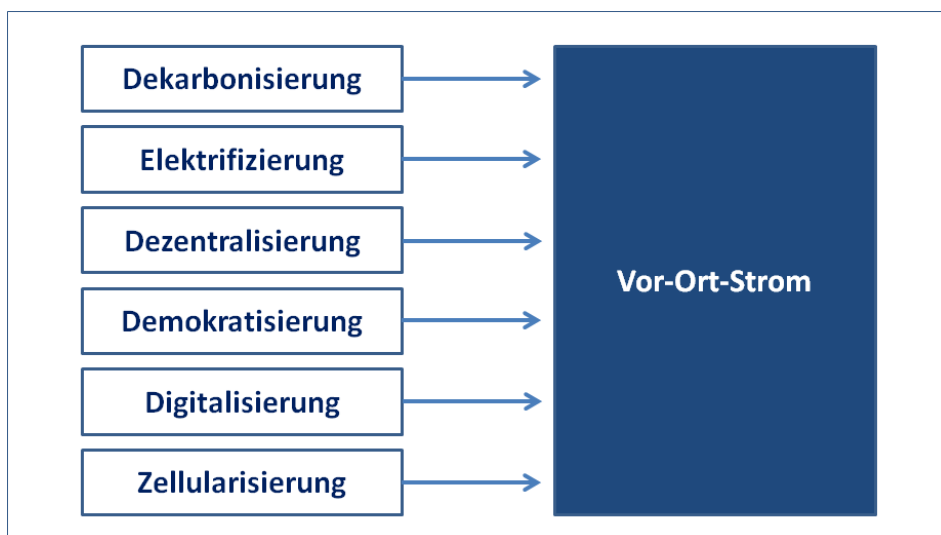 Dekarbonisierung
Elektrifizierung
Dezentralisierung
Demokratisierung
Digitalisierung
Zellularisierung
Vor-Ort-Strom